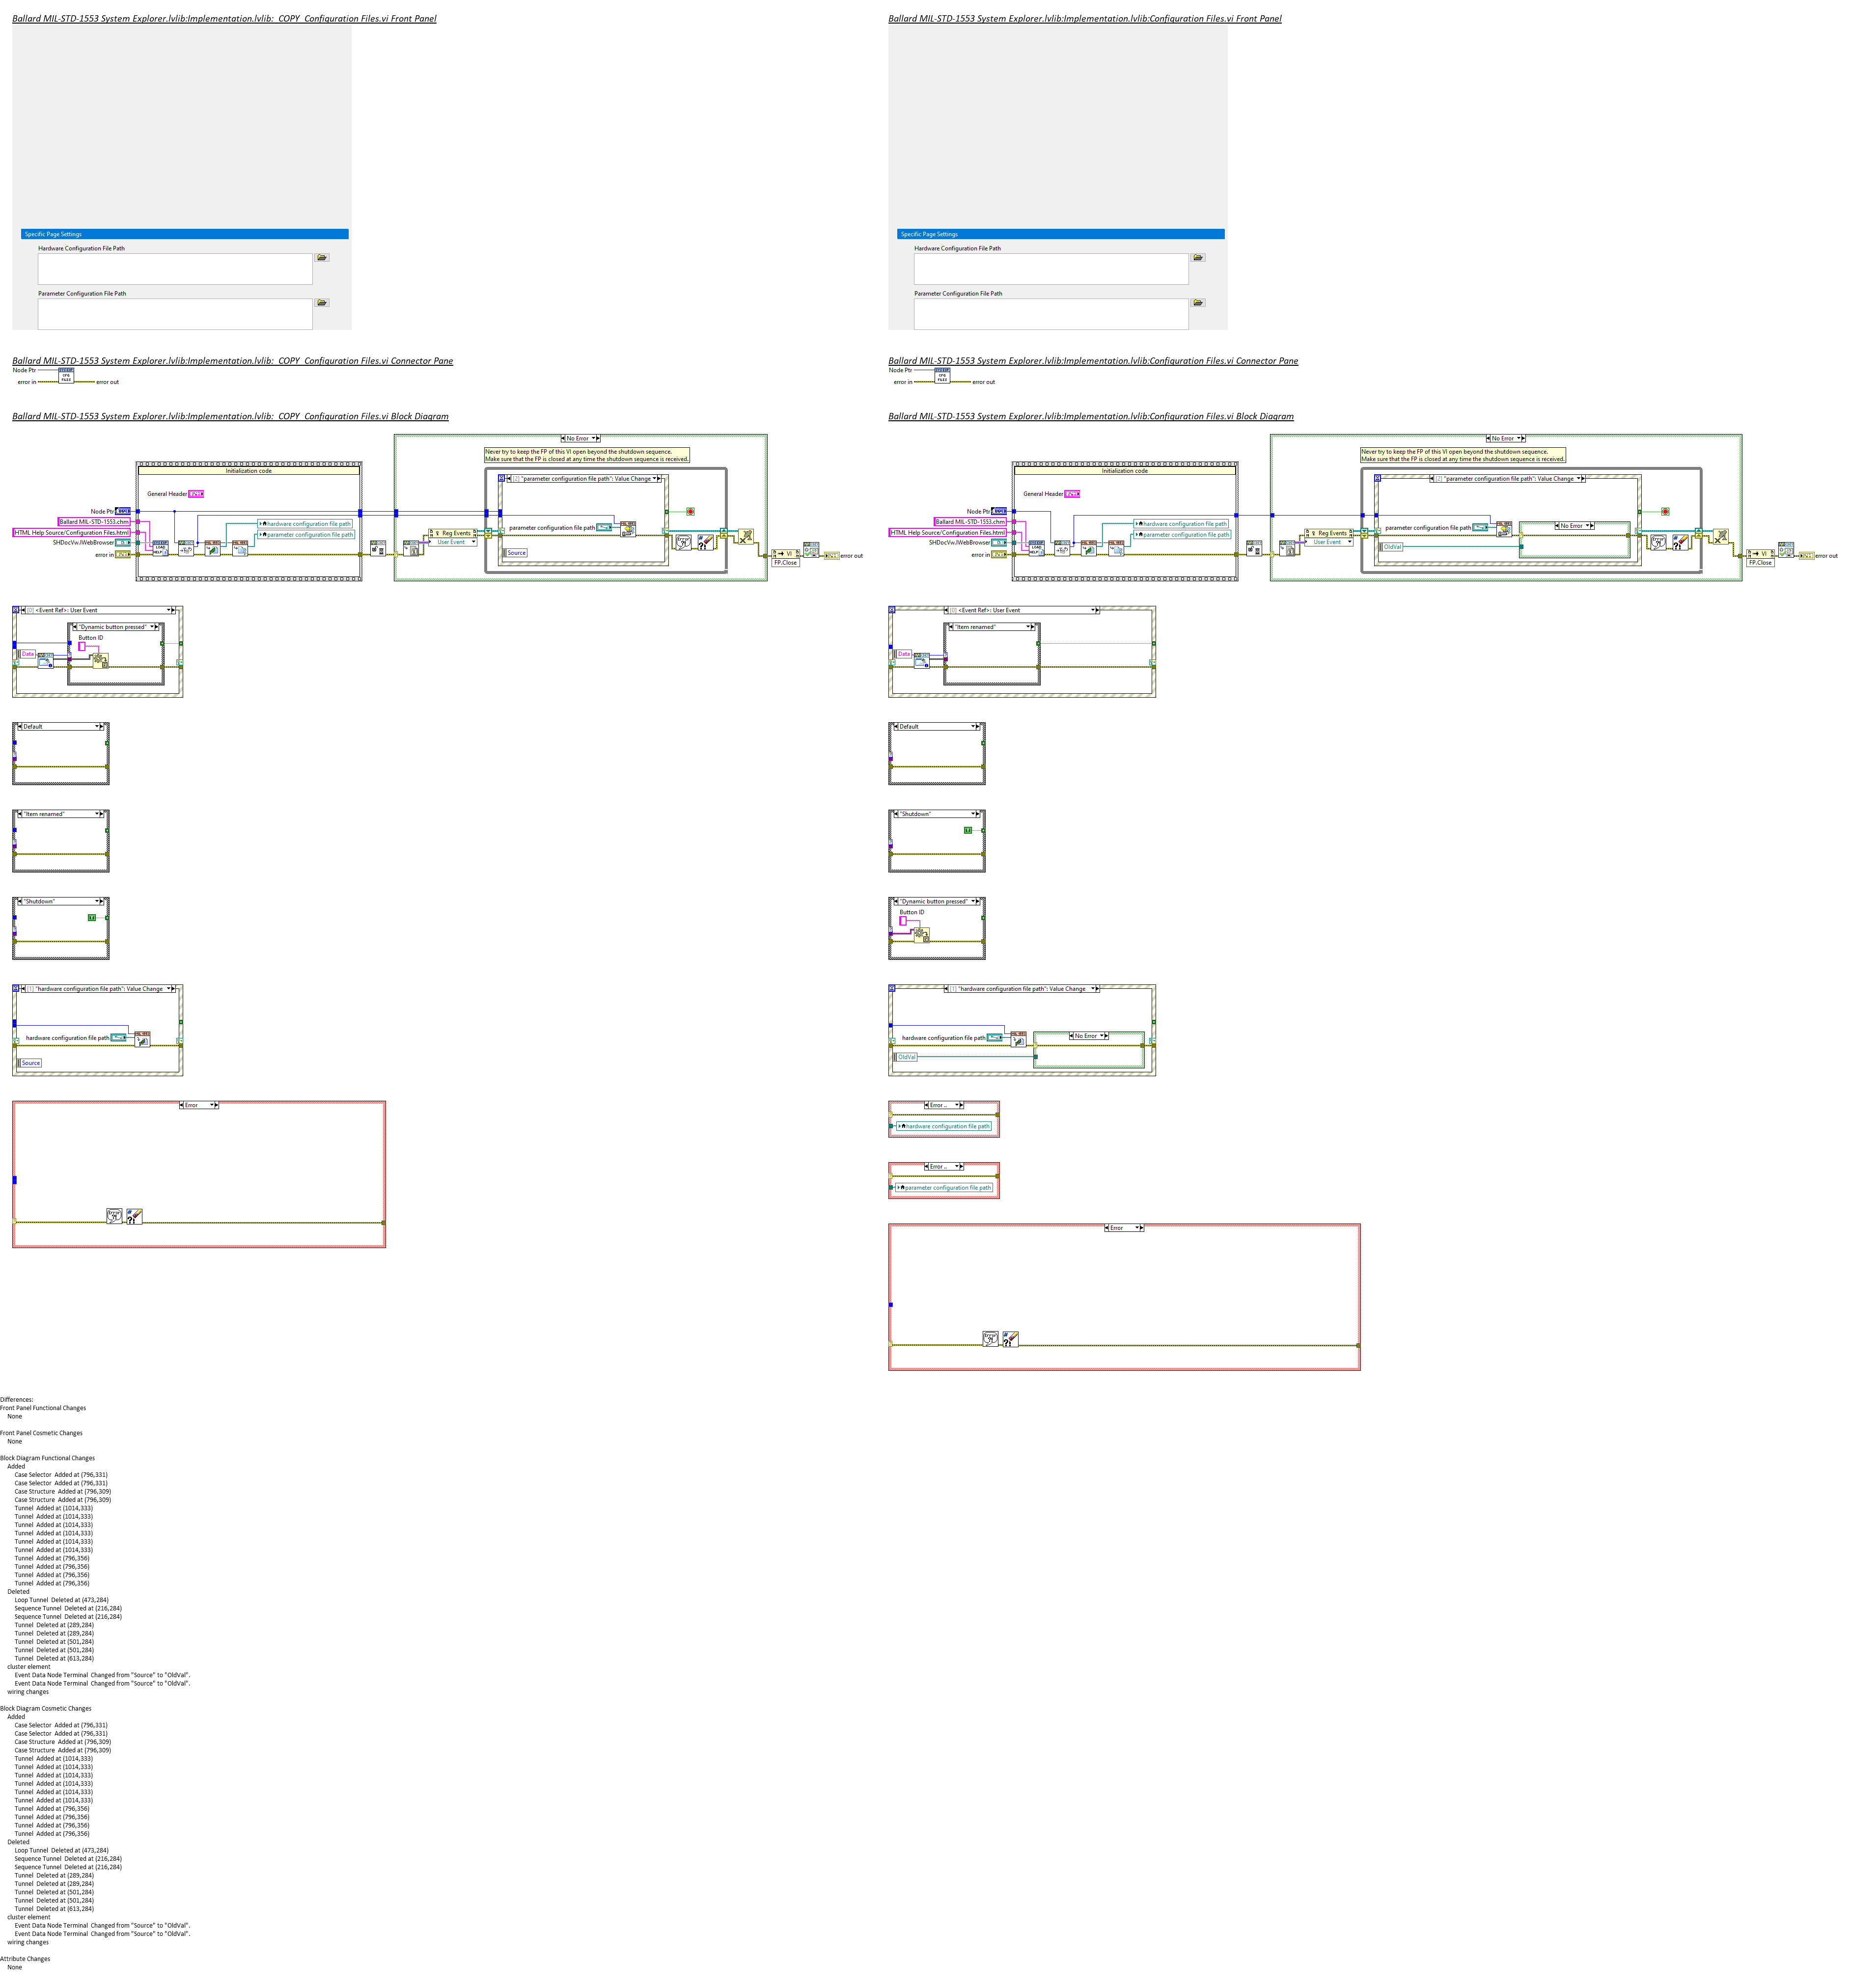 Ballard MIL-STD-1553 System Explorer.lvlib:Implementation.lvlib:_COPY_Configuration Files.vi Front Panel
Specific Page Settings
Hardware Configuration File Path
Parameter Configuration File Path
Ballard MIL-STD-1553 System Explorer.lvlib:Implementation.lvlib:_COPY_Configuration Files.vi Connector Pane
Node Ptr
error in
error out
Ballard MIL-STD-1553 System Explorer.lvlib:Implementation.lvlib:_COPY_Configuration Files.vi Block Diagram
No Error
Never try to keep the FP of this VI open beyond the shutdown sequence.
Make sure that the FP is closed at any time the shutdown sequence is received.
Initialization code
[2] "parameter configuration file path": Value Change
General Header
Node Ptr
Ballard MIL-STD-1553.chm
hardware configuration file path
HTML Help Source/Configuration Files.html
parameter configuration file path
parameter configuration file path
Reg Events
SHDocVw.IWebBrowser
User Event
error in
Source
VI
error out
FP.Close
[0] <Event Ref>: User Event
"Dynamic button pressed"
Button ID
Data
Default
"Item renamed"
"Shutdown"
[1] "hardware configuration file path": Value Change
hardware configuration file path
Source
Error
Ballard MIL-STD-1553 System Explorer.lvlib:Implementation.lvlib:Configuration Files.vi Front Panel
Specific Page Settings
Hardware Configuration File Path
Parameter Configuration File Path
Ballard MIL-STD-1553 System Explorer.lvlib:Implementation.lvlib:Configuration Files.vi Connector Pane
Node Ptr
error in
error out
Ballard MIL-STD-1553 System Explorer.lvlib:Implementation.lvlib:Configuration Files.vi Block Diagram
No Error
Never try to keep the FP of this VI open beyond the shutdown sequence.
Make sure that the FP is closed at any time the shutdown sequence is received.
Initialization code
[2] "parameter configuration file path": Value Change
General Header
Node Ptr
Ballard MIL-STD-1553.chm
hardware configuration file path
HTML Help Source/Configuration Files.html
parameter configuration file path
parameter configuration file path
No Error
Reg Events
SHDocVw.IWebBrowser
User Event
OldVal
error in
VI
error out
FP.Close
[0] <Event Ref>: User Event
"Item renamed"
Data
Default
"Shutdown"
"Dynamic button pressed"
Button ID
[1] "hardware configuration file path": Value Change
hardware configuration file path
No Error
OldVal
Error ..
hardware configuration file path
Error ..
parameter configuration file path
Error
Differences:
Front Panel Functional Changes
None
Front Panel Cosmetic Changes
None
Block Diagram Functional Changes
Added
Case Selector Added at (796,331)
Case Selector Added at (796,331)
Case Structure Added at (796,309)
Case Structure Added at (796,309)
Tunnel Added at (1014,333)
Tunnel Added at (1014,333)
Tunnel Added at (1014,333)
Tunnel Added at (1014,333)
Tunnel Added at (1014,333)
Tunnel Added at (1014,333)
Tunnel Added at (796,356)
Tunnel Added at (796,356)
Tunnel Added at (796,356)
Tunnel Added at (796,356)
Deleted
Loop Tunnel Deleted at (473,284)
Sequence Tunnel Deleted at (216,284)
Sequence Tunnel Deleted at (216,284)
Tunnel Deleted at (289,284)
Tunnel Deleted at (289,284)
Tunnel Deleted at (501,284)
Tunnel Deleted at (501,284)
Tunnel Deleted at (613,284)
cluster element
Event Data Node Terminal Changed from "Source" to "OldVal".
Event Data Node Terminal Changed from "Source" to "OldVal".
wiring changes
Block Diagram Cosmetic Changes
Added
Case Selector Added at (796,331)
Case Selector Added at (796,331)
Case Structure Added at (796,309)
Case Structure Added at (796,309)
Tunnel Added at (1014,333)
Tunnel Added at (1014,333)
Tunnel Added at (1014,333)
Tunnel Added at (1014,333)
Tunnel Added at (1014,333)
Tunnel Added at (1014,333)
Tunnel Added at (796,356)
Tunnel Added at (796,356)
Tunnel Added at (796,356)
Tunnel Added at (796,356)
Deleted
Loop Tunnel Deleted at (473,284)
Sequence Tunnel Deleted at (216,284)
Sequence Tunnel Deleted at (216,284)
Tunnel Deleted at (289,284)
Tunnel Deleted at (289,284)
Tunnel Deleted at (501,284)
Tunnel Deleted at (501,284)
Tunnel Deleted at (613,284)
cluster element
Event Data Node Terminal Changed from "Source" to "OldVal".
Event Data Node Terminal Changed from "Source" to "OldVal".
wiring changes
Attribute Changes
None